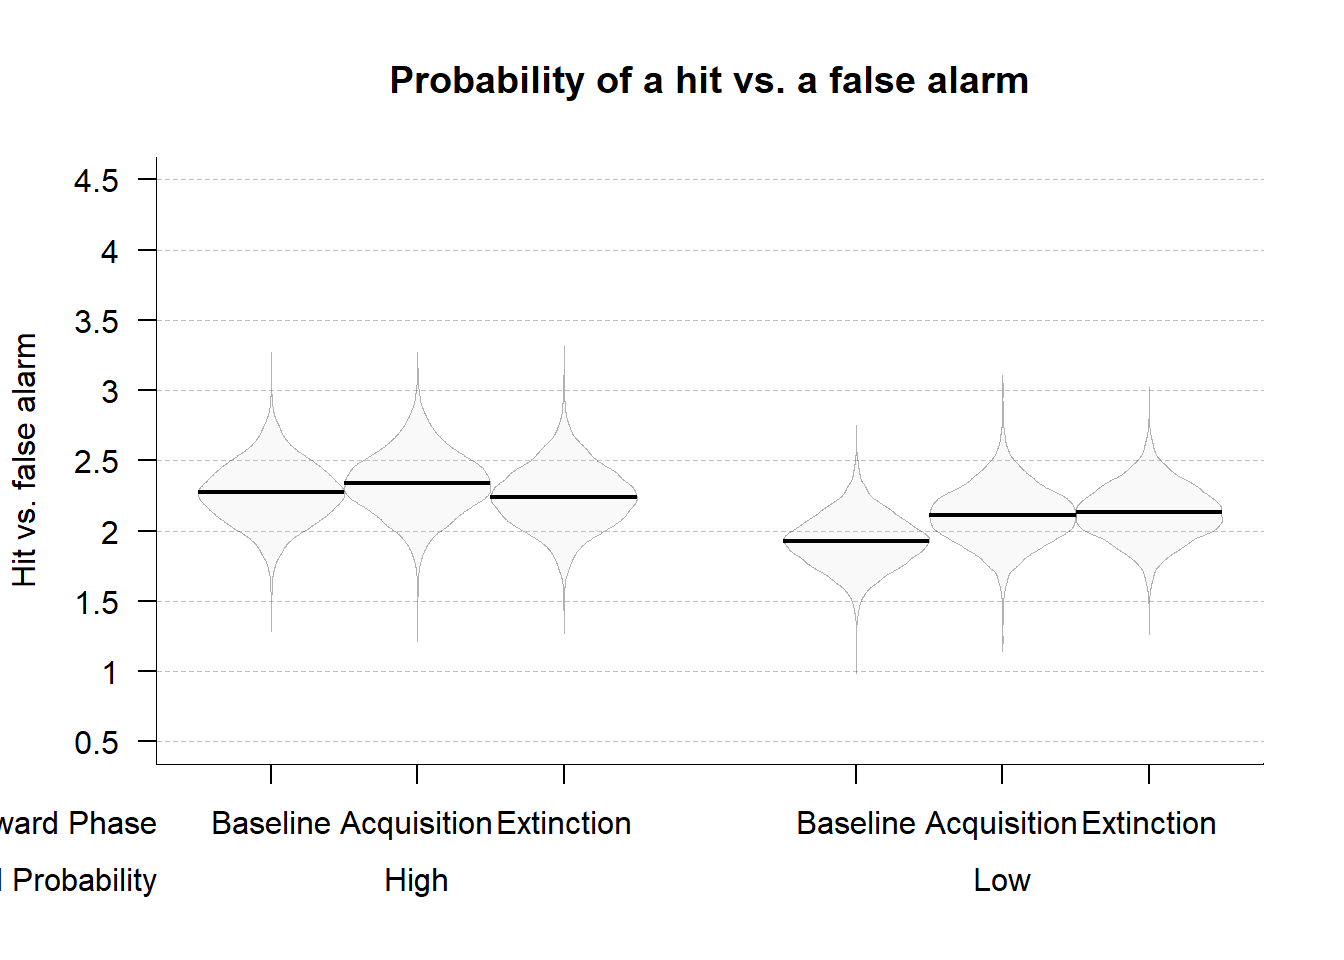 Probability of a hit vs. a false alarm
Hit vs. false alarm
4.5
4
3.5
3
2.5
2
1.5
1
0.5
ward Phase Baseline Acquisition Extinction Baseline Acquisition Extinction
Probability High Low